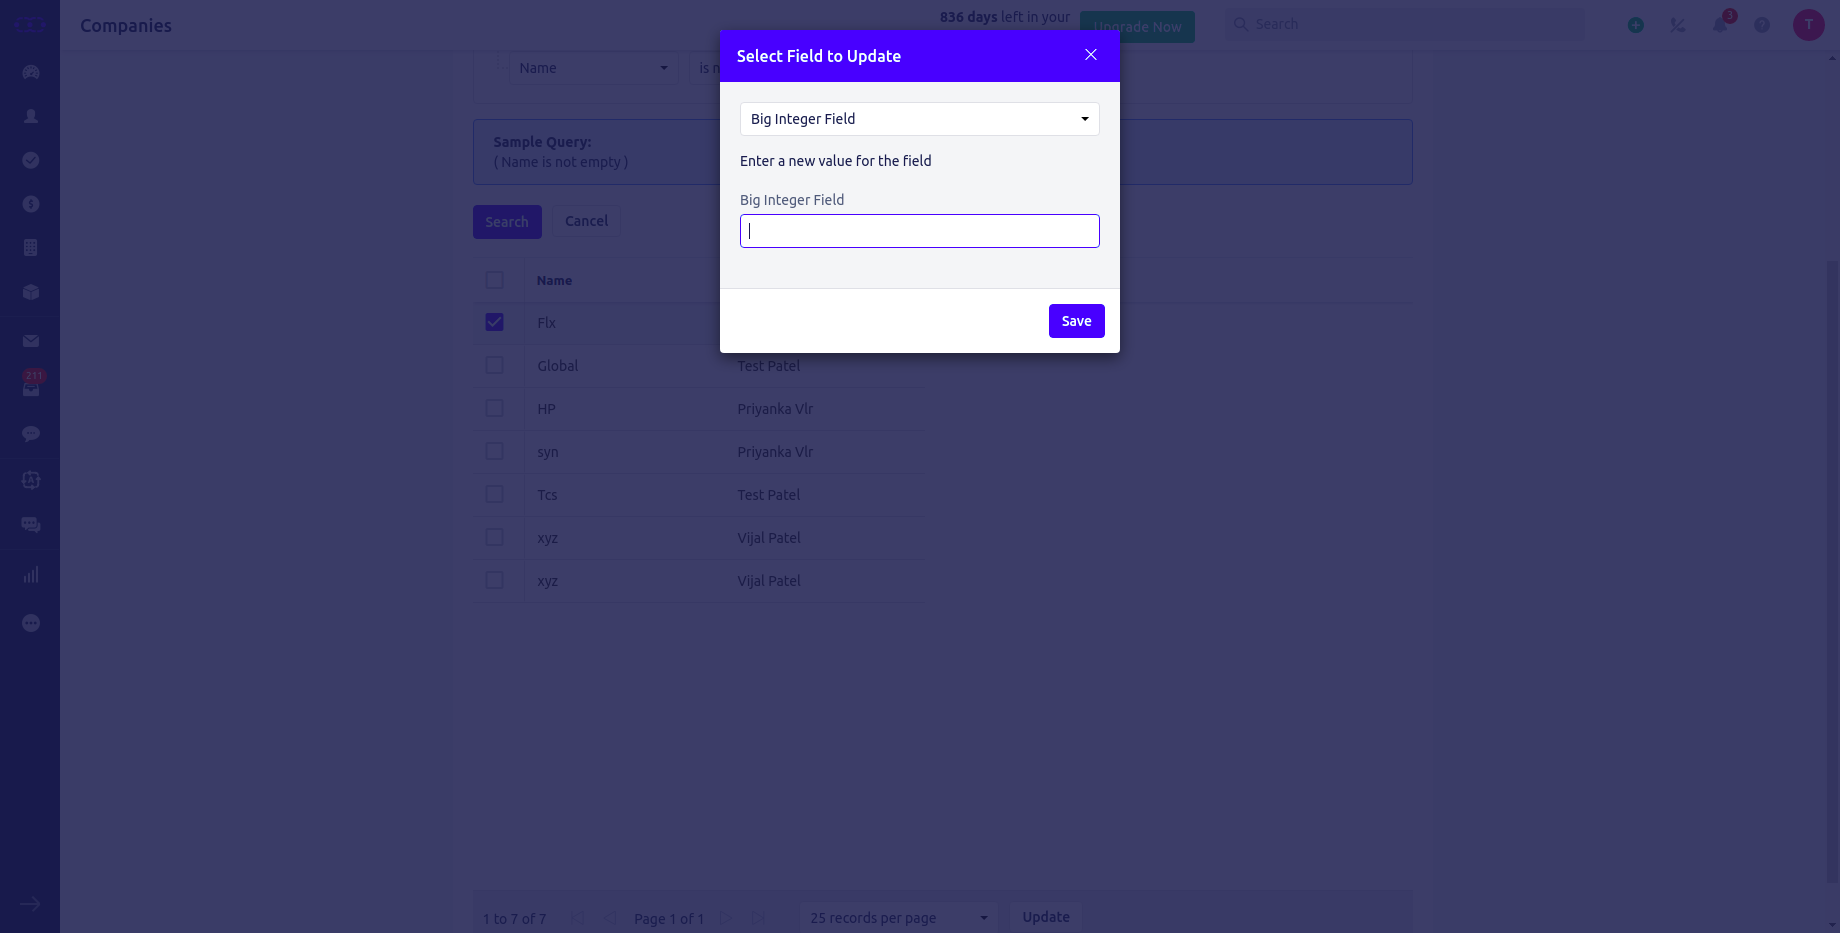 Companies
836 days left in your
Upgrade Now
Search
3
?
T
Name
is n
Select Field to Update
Big Integer Field
Enter a new value for the field
Big Integer Field
Save
Sample Query:
( Name is not empty )
Search
Cancel
Name
Flx
Global Test Patel
HP Priyanka Vlr
syn Priyanka Vlr
Tcs Test Patel
xyz Vijal Patel
xyz Vijal Patel
211
1 to 7 of 7
Page 1 of 1
25 records per page
Update